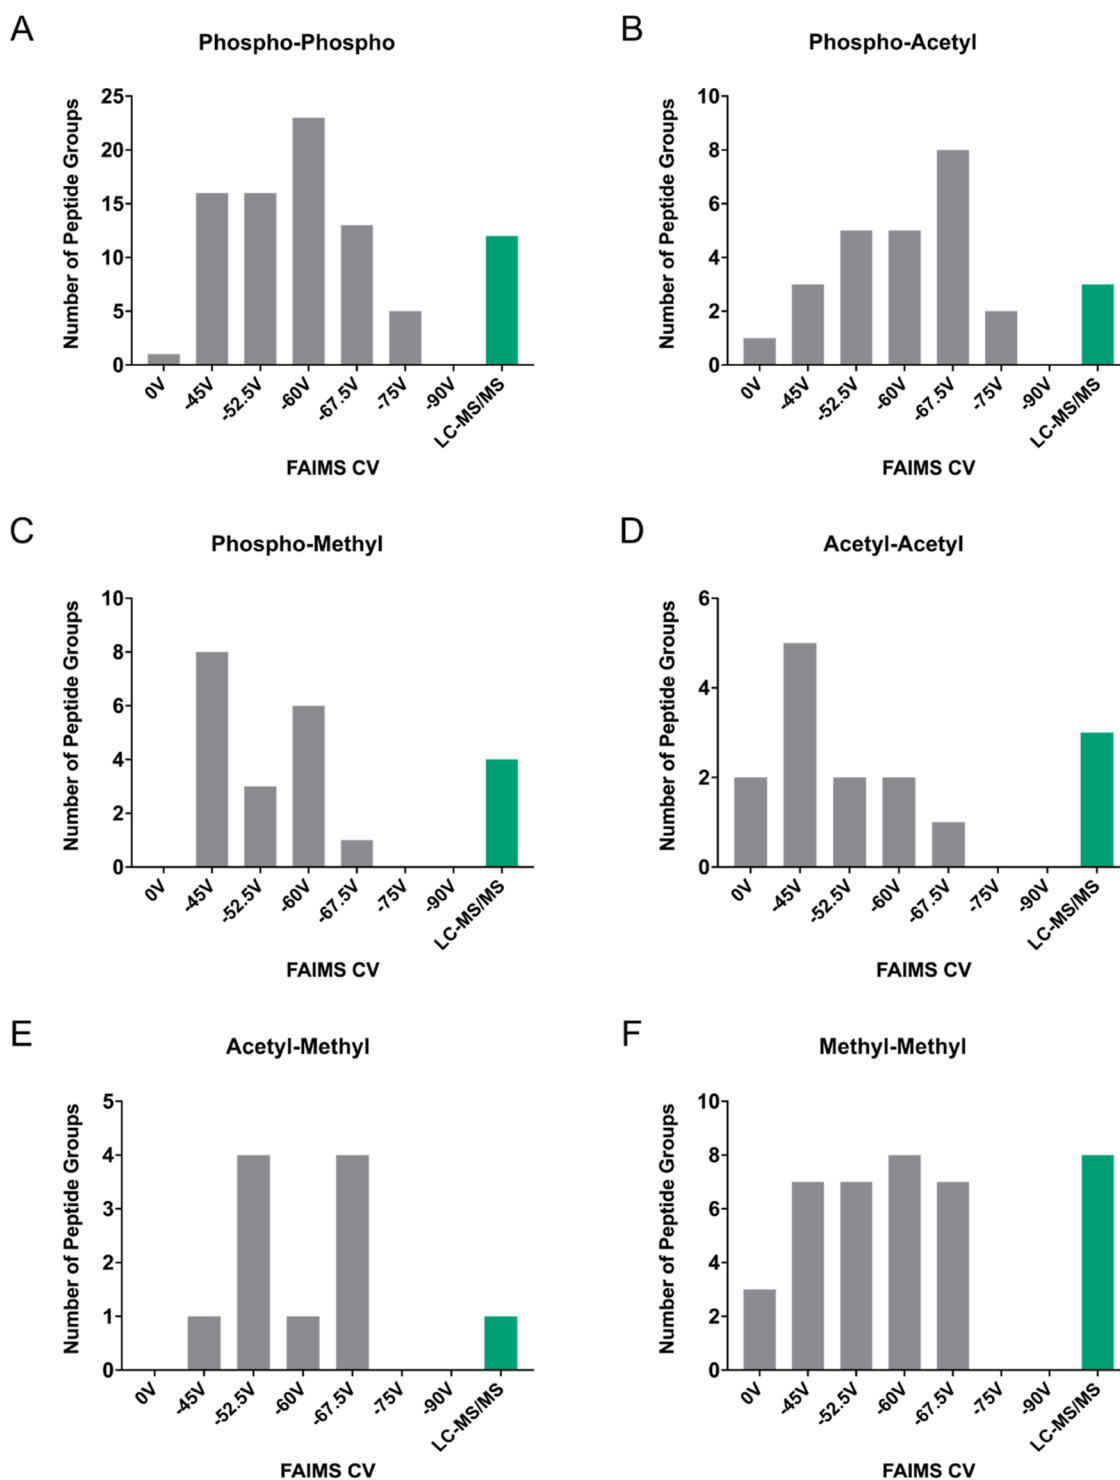 A
Phospho-Phospho
Number of Peptide Groups
25
20
15
10
5
0
0V
-45V
-52.5V
-60V
-67.5V
-75V
-90V
LC-MS/MS
FAIMS CV
B
Phospho-Acetyl
Number of Peptide Groups
10
8
6
4
2
0
0V
-45V
-52.5V
-60V
-67.5V
-75V
-90V
LC-MS/MS
FAIMS CV
C
Phospho-Methyl
Number of Peptide Groups
10
8
6
4
2
0
0V
-45V
-52.5V
-60V
-67.5V
-75V
-90V
LC-MS/MS
FAIMS CV
D
Acetyl-Acetyl
Number of Peptide Groups
6
4
2
0
0V
-45V
-52.5V
-60V
-67.5V
-75V
-90V
LC-MS/MS
FAIMS CV
E
Acetyl-Methyl
Number of Peptide Groups
5
4
3
2
1
0
0V
-45V
-52.5V
-60V
-67.5V
-75V
-90V
LC-MS/MS
FAIMS CV
F
Methyl-Methyl
Number of Peptide Groups
10
8
6
4
2
0
0V
-45V
-52.5V
-60V
-67.5V
-75V
-90V
LC-MS/MS
FAIMS CV